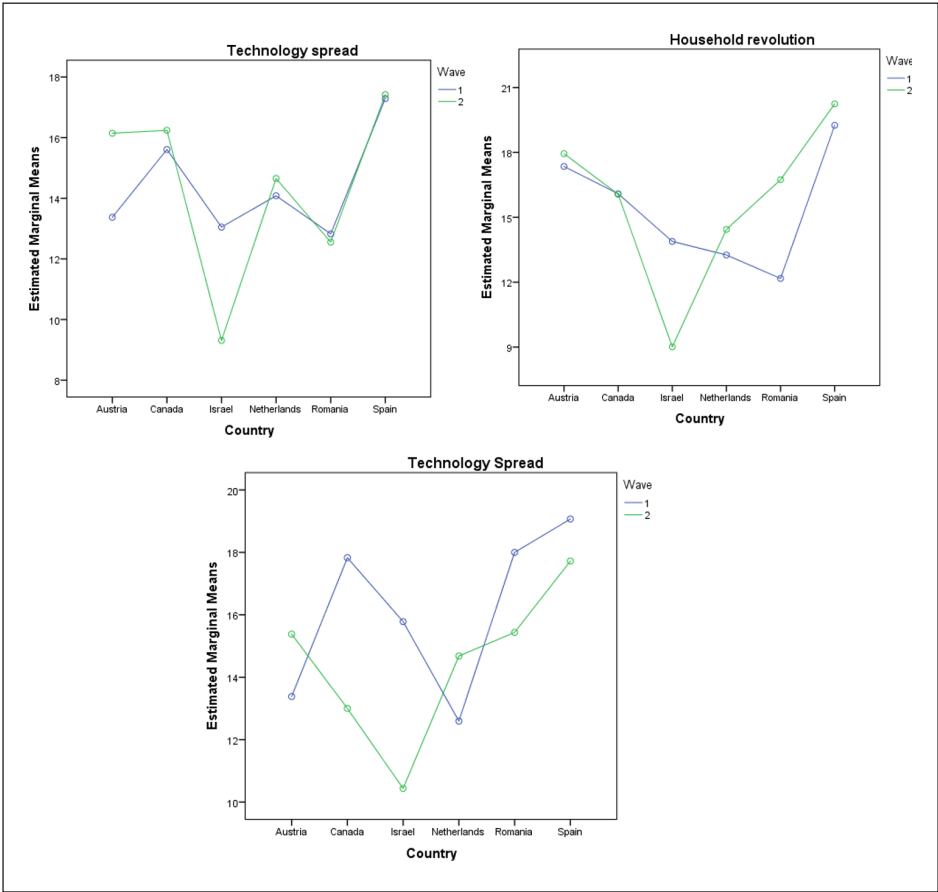 Technology spread
Wave
1
2
18
16
14
12
10
8
Estimated Marginal Means
Austria Canada Israel Netherlands Romania Spain
Country
Household revolution
Wave
1
2
21
18
15
12
9
Estimated Marginal Means
Austria Canada Israel Netherlands Romania Spain
Country
Technology Spread
Wave
1
2
20
18
16
14
12
10
Estimated Marginal Means
Austria Canada Israel Netherlands Romania Spain
Country